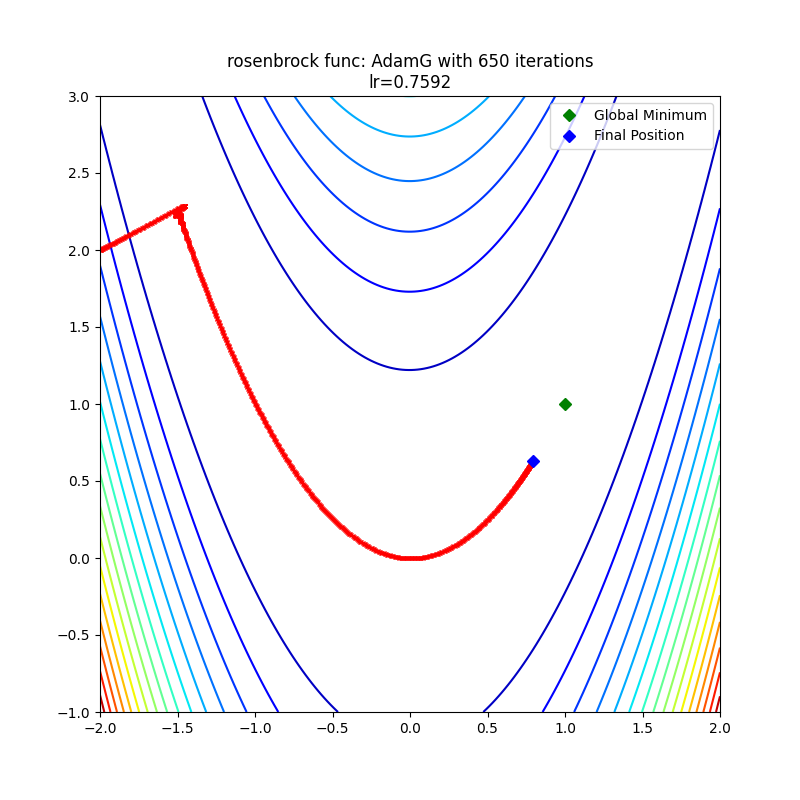 rosenbrock func: AdamG with 650 iterations
lr=0.7592
Global Minimum
Final Position
3.0
2.5
2.0
1.5
1.0
0.5
0.0
−0.5
−1.0
−2.0 −1.5 −1.0 −0.5 0.0 0.5 1.0 1.5 2.0